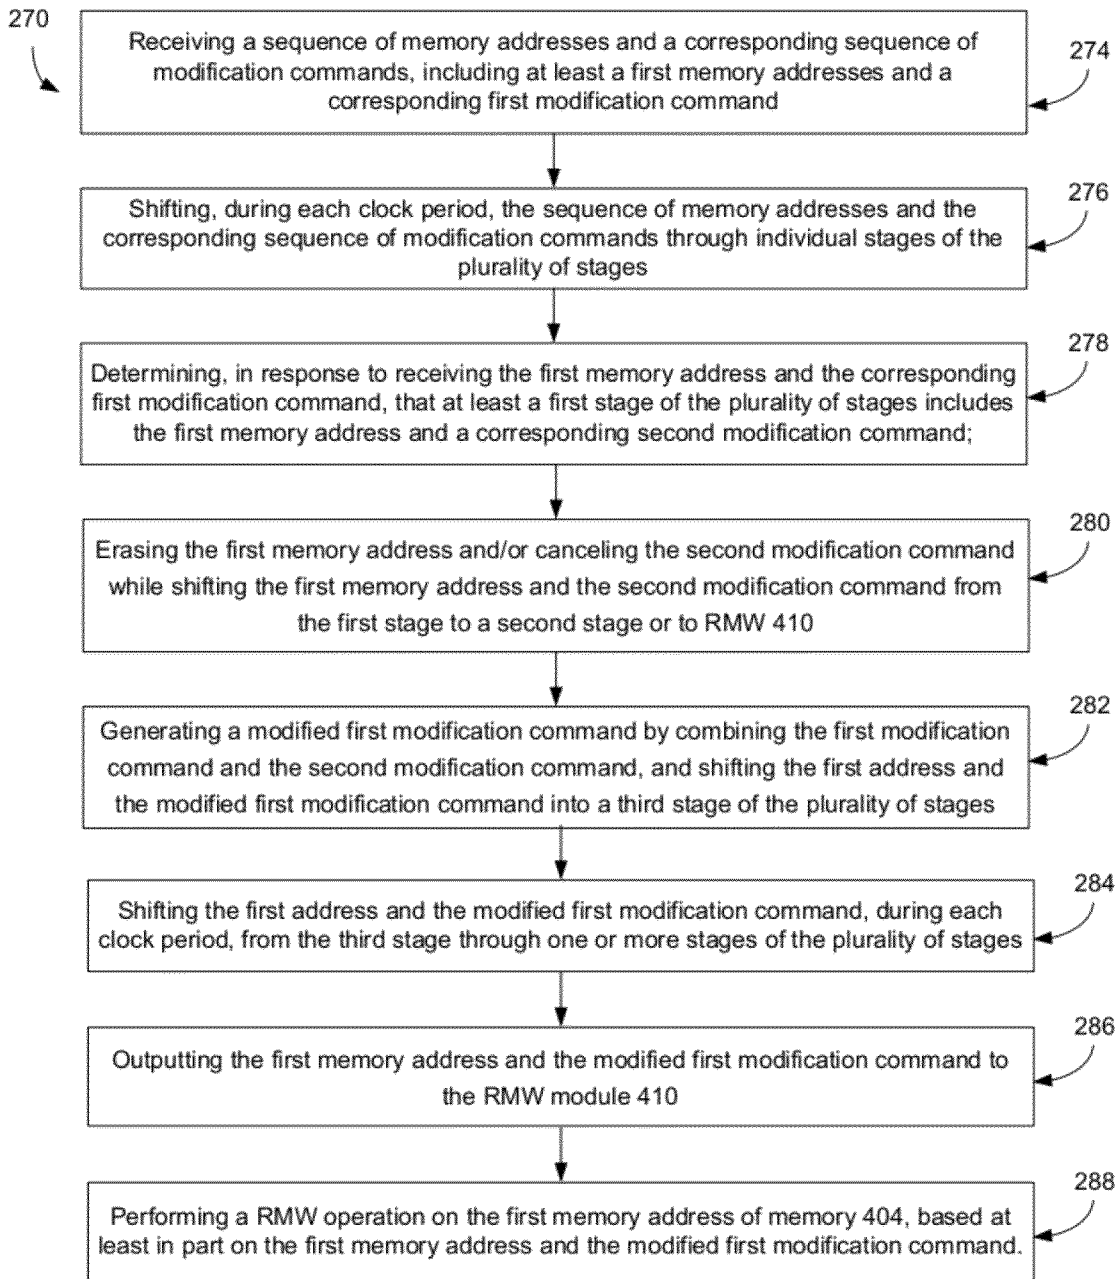 270
Receiving a sequence of memory addresses and a corresponding sequence of
modification commands, including at least a first memory addresses and a
corresponding first modification command
274
Shifting, during each clock period, the sequence of memory addresses and the
corresponding sequence of modification commands through individual stages of the
plurality of stages
276
Determining, in response to receiving the first memory address and the corresponding
first modification command, that at least a first stage of the plurality of stages includes
the first memory address and a corresponding second modification command;
278
Erasing the first memory address and/or canceling the second modification command
while shifting the first memory address and the second modification command from
the first stage to a second stage or to RMW 410
280
Generating a modified first modification command by combining the first modification
command and the second modification command, and shifting the first address and
the modified first modification command into a third stage of the plurality of stages
282
Shifting the first address and the modified first modification command, during each
clock period, from the third stage through one or more stages of the plurality of stages
284
Outputting the first memory address and the modified first modification command to
the RMW module 410
286
Performing a RMW operation on the first memory address of memory 404, based at
least in part on the first memory address and the modified first modification command.
288